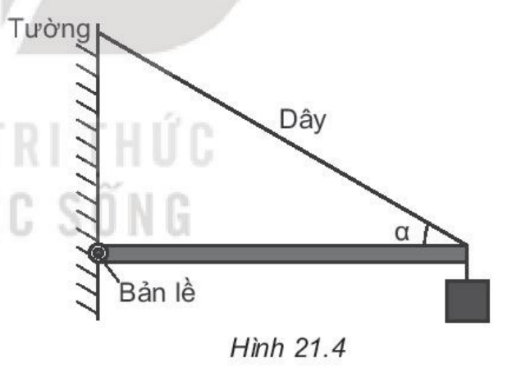 Tường
Dây
TRI THỨC
C SỐNG
α
Bản lề
Hình 21.4